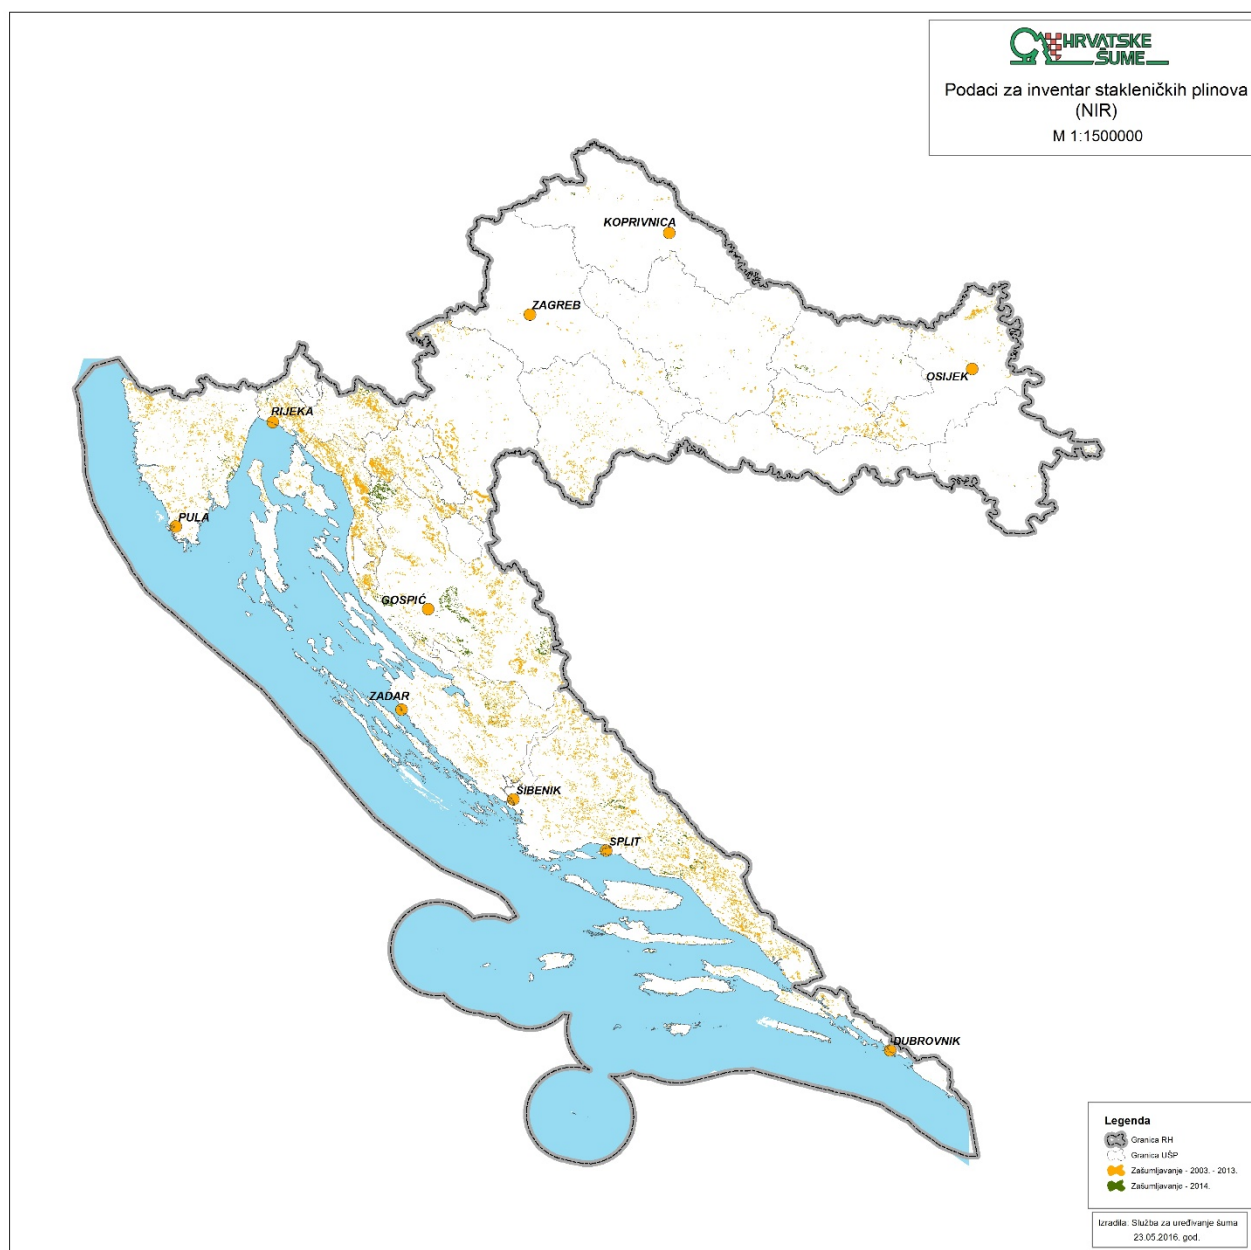 HRVATSKE
ŠUME
Podaci za inventar stakleničkih plinova
(NIR)
M 1:1500000
KOPRIVNICA
ZAGREB
OSIJEK
RIJEKA
PULA
GOSPIĆ
ZADAR
ŠIBENIK
SPLIT
DUBROVNIK
Legenda
Granica RH
Granica UŠP
Zašumljavanje - 2003. - 2013.
Zašumljavanje - 2014.
Izradila: Služba za uređivanje šuma
23.05.2016. god.